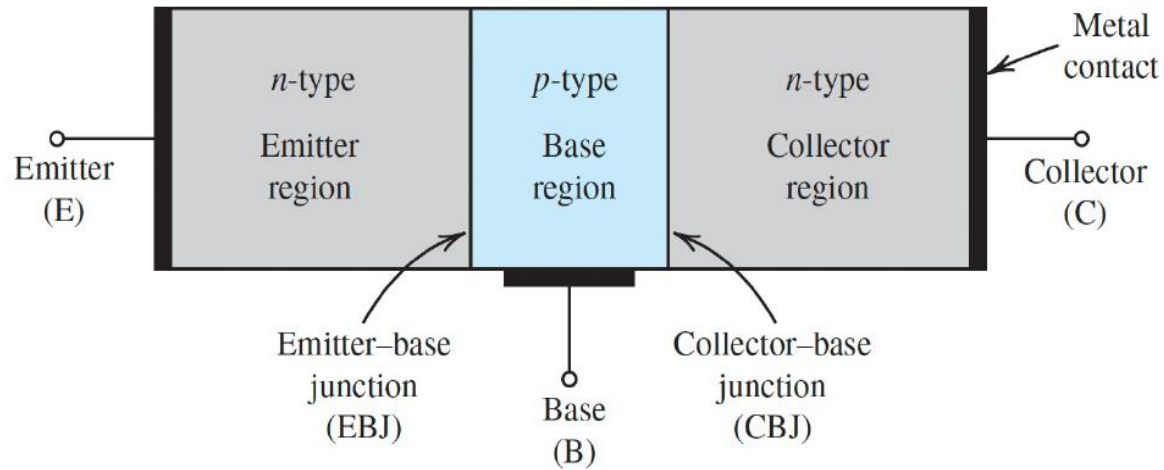 n-type
Emitter
region
p-type
Base
region
n-type
Collector
region
Metal
contact
Emitter
(E)
Collector
(C)
Emitter–base
junction
(EBJ)
Base
(B)
Collector–base
junction
(CBJ)